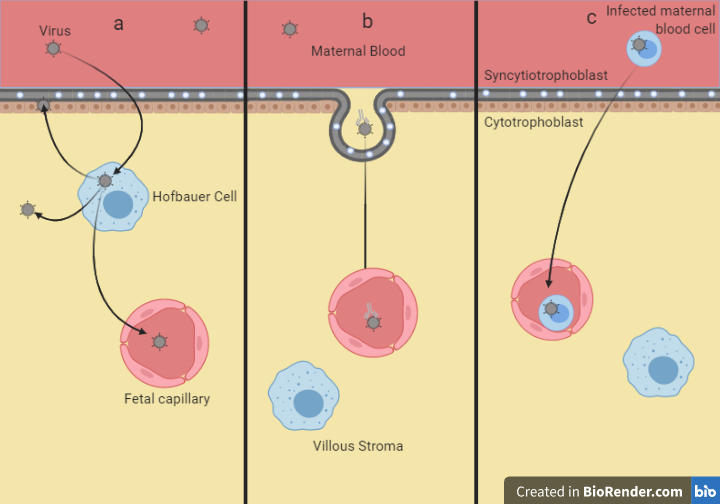 a
Virus
Hofbauer Cell
Fetal capillary
b
Maternal Blood
Villous Stroma
c
Infected maternal
blood cell
Syncytiotrophoblast
Cytotrophoblast
Created in BioRender.com bio